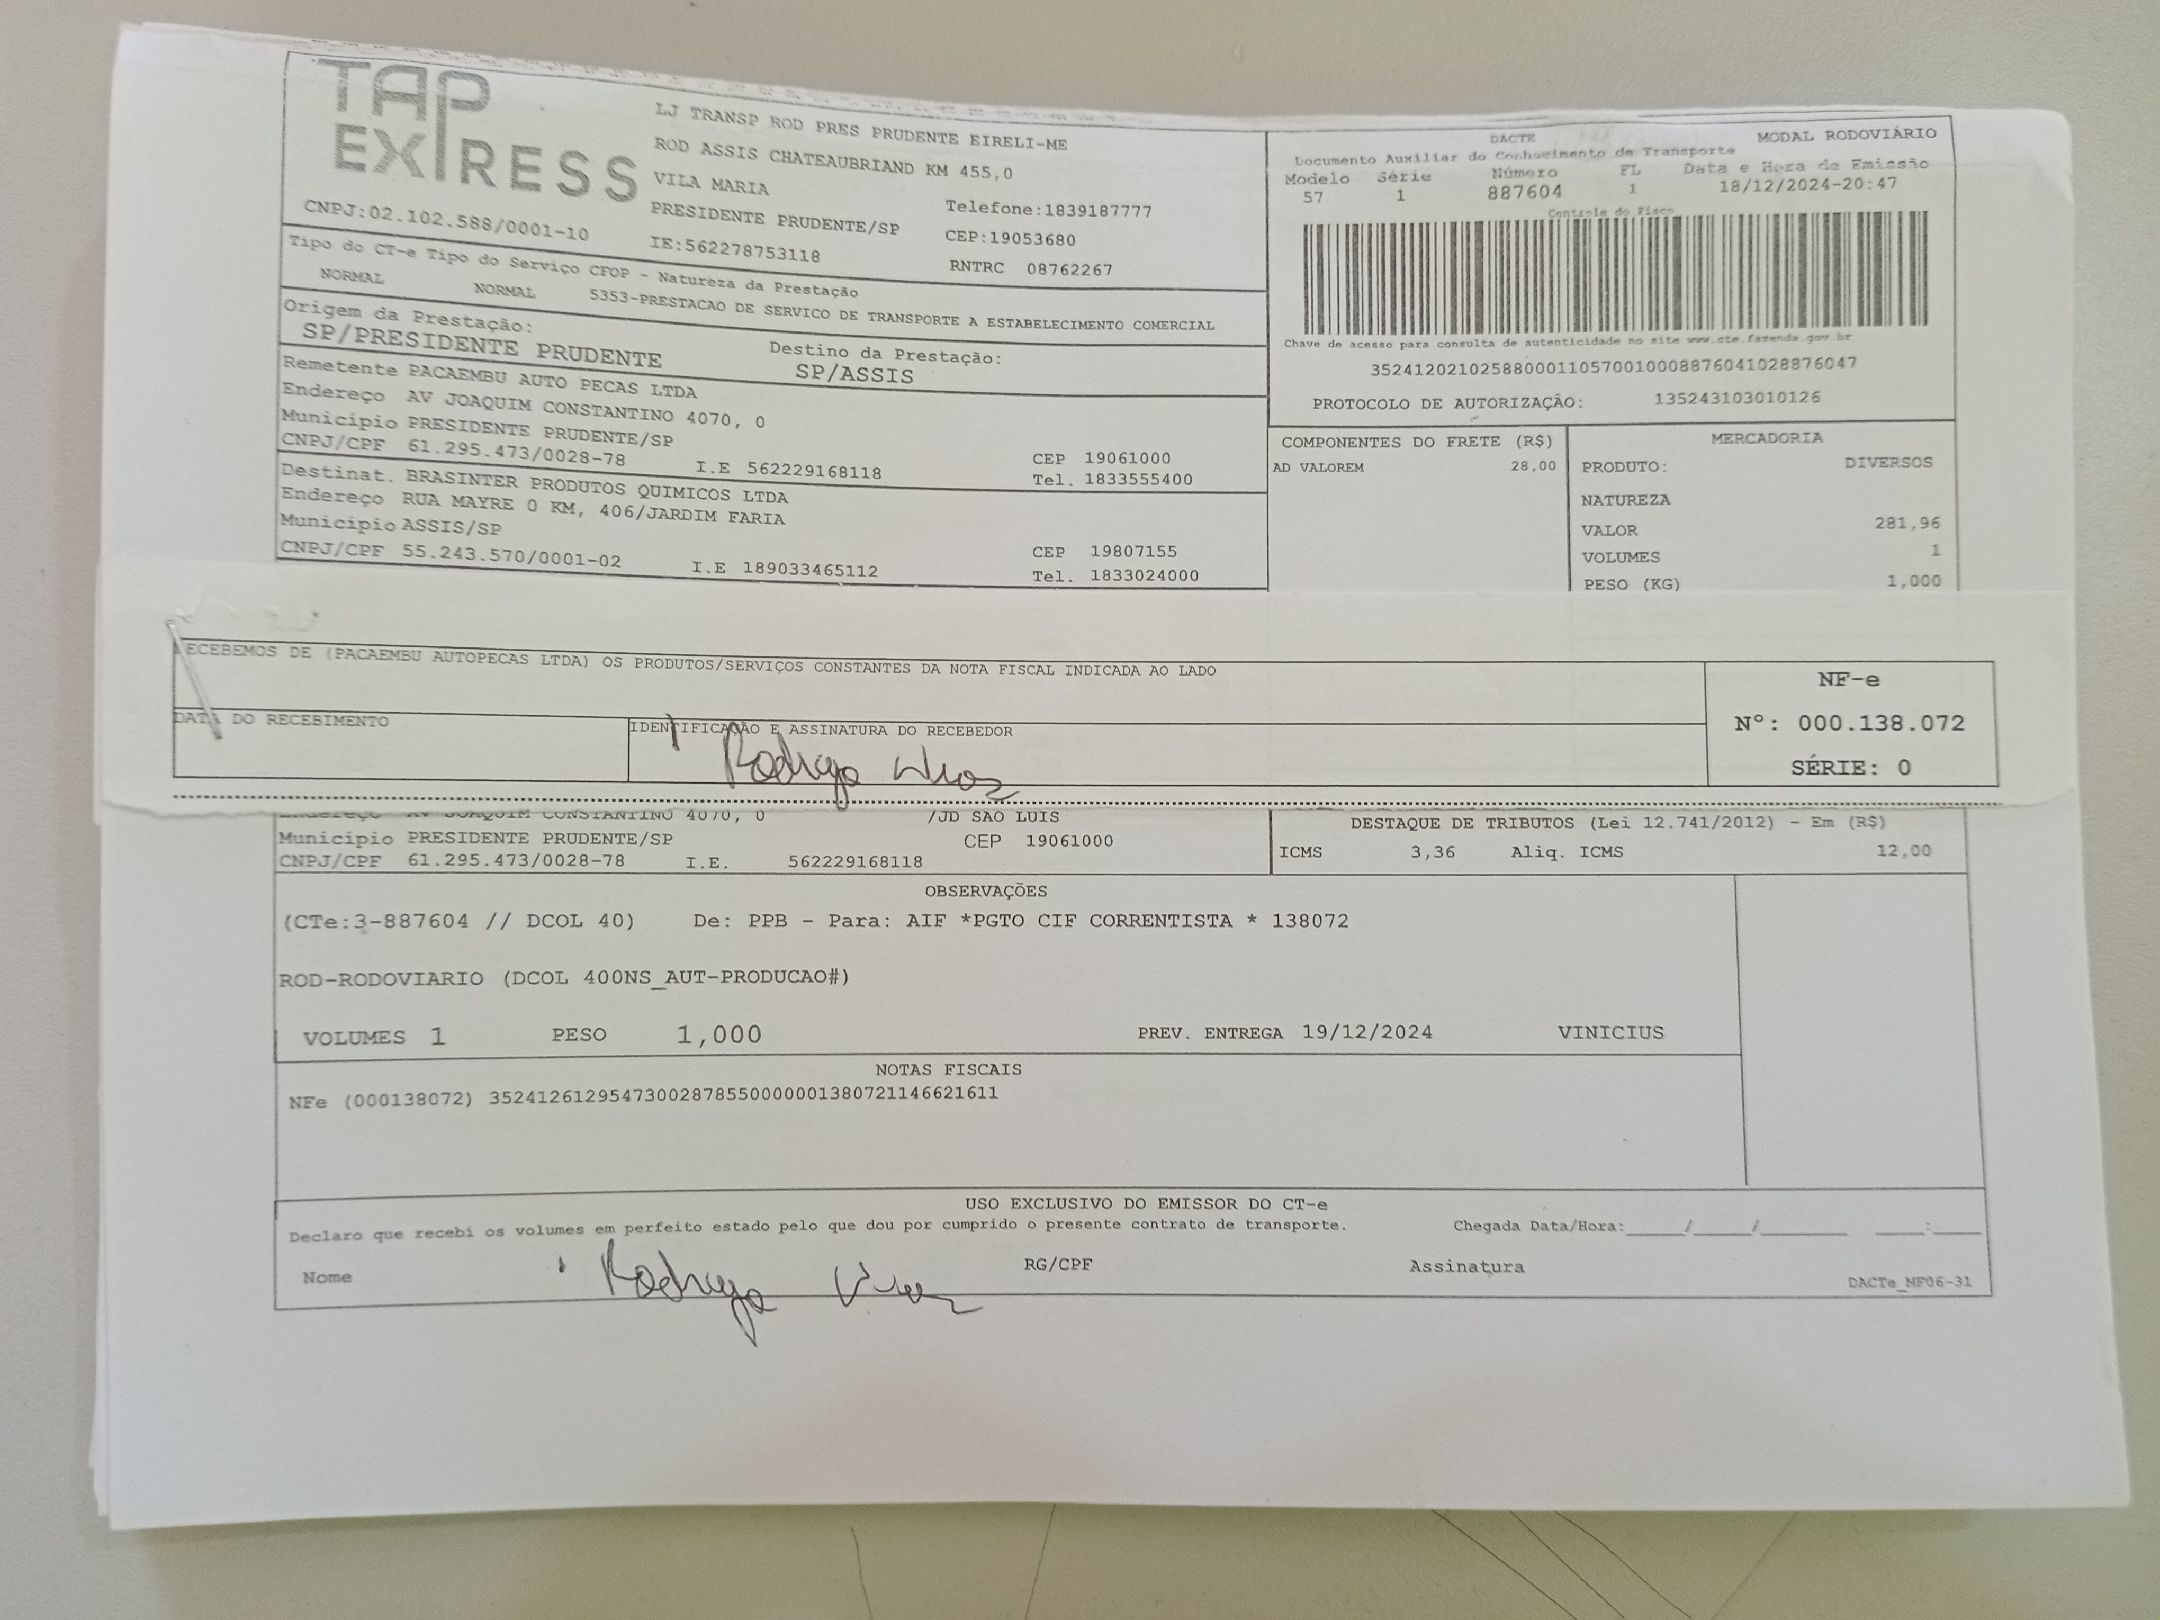 TAP
EXPRESS
LJ TRANSP ROD PRES PRUDENTE EIRELI-ME
ROD ASSIS CHATEAUBRIAND KM 455,0
VILA MARIA
PRESIDENTE PRUDENTE/SP
Telefone:1839187777
CNPJ:02.102.588/0001-10
IE:562278753118
CEP:19053680
RNTRC 08762267
DACTE
MODAL RODOVIÁRIO
Documento Auxiliar do Conhecimento de Transporte
Modelo Série Número FL Data e Hora de Emissão
57 1 887604 1 18/12/2024-20:47
Controle do Fisco
Chave de acesso para consulta de autenticidade no site www.cte.fazenda.gov.br
35241202102588000110570010008876041028876047
PROTOCOLO DE AUTORIZAÇÃO: 135243103010126
Tipo do CT-e Tipo do Serviço CFOP - Natureza da Prestação
NORMAL NORMAL 5353-PRESTACAO DE SERVICO DE TRANSPORTE A ESTABELECIMENTO COMERCIAL
Origem da Prestação:
SP/PRESIDENTE PRUDENTE
Destino da Prestação:
SP/ASSIS
Remetente PACAEMBU AUTO PECAS LTDA
Endereço AV JOAQUIM CONSTANTINO 4070, 0
Município PRESIDENTE PRUDENTE/SP
CEP 19061000
CNPJ/CPF 61.295.473/0028-78 I.E 562229168118 Tel. 1833555400
Destinat. BRASINTER PRODUTOS QUIMICOS LTDA
Endereço RUA MAYRE 0 KM, 406/JARDIM FARIA
Município ASSIS/SP
CEP 19807155
CNPJ/CPF 55.243.570/0001-02 I.E 189033465112 Tel. 1833024000
COMPONENTES DO FRETE (R$)
AD VALOREM 28,00
MERCADORIA
PRODUTO: DIVERSOS
NATUREZA
VALOR 281,96
VOLUMES 1
PESO (KG) 1,000
ECEBEMOS DE (PACAEMBU AUTOPECAS LTDA) OS PRODUTOS/SERVIÇOS CONSTANTES DA NOTA FISCAL INDICADA AO LADO
DATA DO RECEBIMENTO
IDENTIFICAÇÃO E ASSINATURA DO RECEBEDOR
Rodrigo
NF-e
Nº: 000.138.072
SÉRIE: 0
Endereço AV JOAQUIM CONSTANTINO 4070, 0 /JD SAO LUIS
Município PRESIDENTE PRUDENTE/SP CEP 19061000
CNPJ/CPF 61.295.473/0028-78 I.E. 562229168118
DESTAQUE DE TRIBUTOS (Lei 12.741/2012) - Em (R$)
ICMS 3,36 Aliq. ICMS 12,00
OBSERVAÇÕES
(CTe:3-887604 // DCOL 40) De: PPB - Para: AIF *PGTO CIF CORRENTISTA * 138072
ROD-RODOVIARIO (DCOL 400NS_AUT-PRODUCAO#)
VOLUMES 1 PESO 1,000 PREV. ENTREGA 19/12/2024 VINICIUS
NOTAS FISCAIS
NFe (000138072) 35241261295473002878550000001380721146621611
USO EXCLUSIVO DO EMISSOR DO CT-e
Declaro que recebi os volumes em perfeito estado pelo que dou por cumprido o presente contrato de transporte. Chegada Data/Hora:_____/_____/_______ ____:____
Nome Rodrigo RG/CPF Assinatura
DACTe_MF06-31